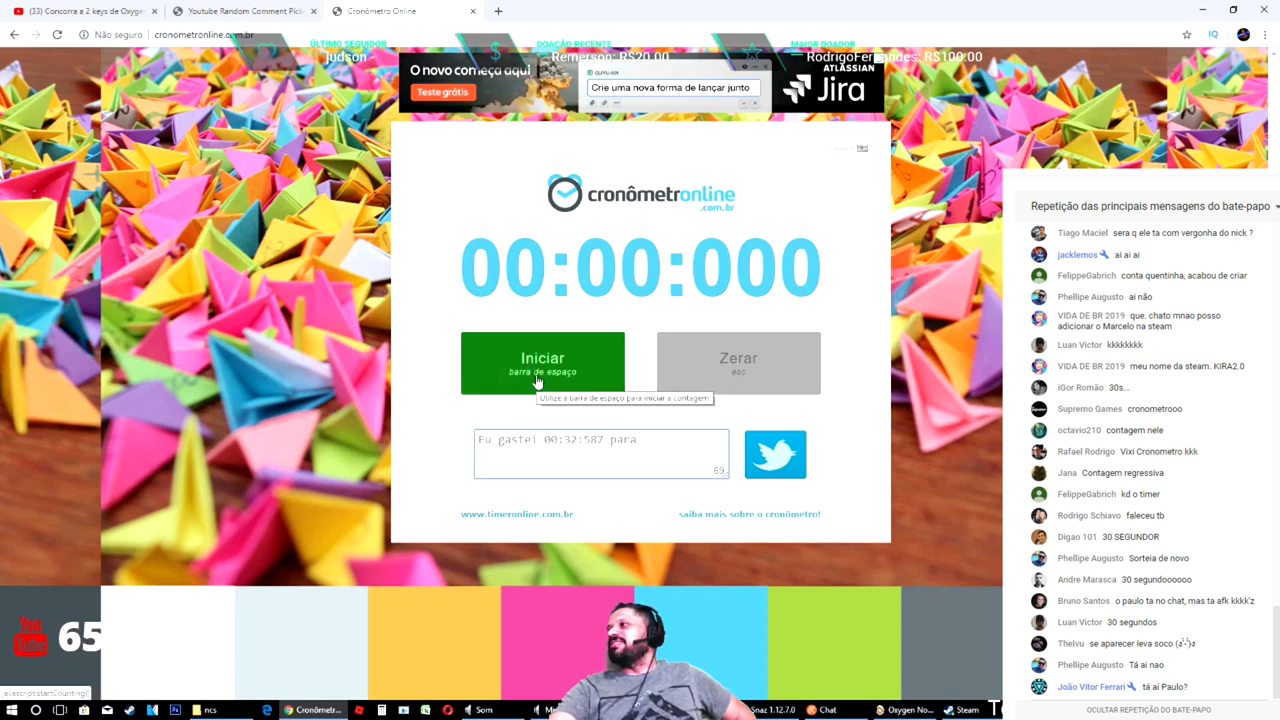 (33) Concorra a 2 keys de Oxyge
Youtube Random Comment Pick
Cronômetro Online
Não seguro
cronometronline.com.br
IQ
ÚLTIMO SEGUIDOR
judson -
DOAÇÃO RECENTE
Remerson: R$20.00
MAIOR DOADOR
RodrigoFernandes: R$100.00
O novo começa aqui
Teste grátis
Crie uma nova forma de lançar junto
ATLASSIAN
Jira
cronômetronline
.com.br
00:00:000
Iniciar
barra de espaço
Zerar
esc
Utilize a barra de espaço para iniciar a contagem
Eu gastei 00:32:587 para
69
www.timeronline.com.br
saiba mais sobre o cronômetro!
Repetição das principais mensagens do bate-papo
Tiago Maciel sera q ele ta com vergonha do nick ?
jacklemos ai ai ai
FelippeGabrich conta quentinha, acabou de criar
Phellipe Augusto ai não
VIDA DE BR 2019 que. chato mnao posso
adicionar o Marcelo na steam
Luan Victor kkkkkkkk
VIDA DE BR 2019 meu nome da steam. KIRA2.0
iGor Romão 30s...
Supremo Games cronometrooo
octavio210 contagem nele
Rafael Rodrigo Vixi Cronometro kkk
Jana Contagem regressiva
FelippeGabrich kd o timer
Rodrigo Schiavo faleceu tb
Digao 101 30 SEGUNDOR
Phellipe Augusto Sorteia de novo
Andre Marasca 30 segundoooooo
Bruno Santos o paulo ta no chat, mas ta afk kkkk'z
Luan Victor 30 segundos
TheIvu se aparecer leva soco
Phellipe Augusto Tá ai nao
João Vitor Ferrari tá aí Paulo?
OCULTAR REPETIÇÃO DO BATE-PAPO
You
Tube
65
javascript:startCounting()
ncs
Cronôm...
Som
Snaz 1.12.7.0
Chat
Oxygen No...
Steam